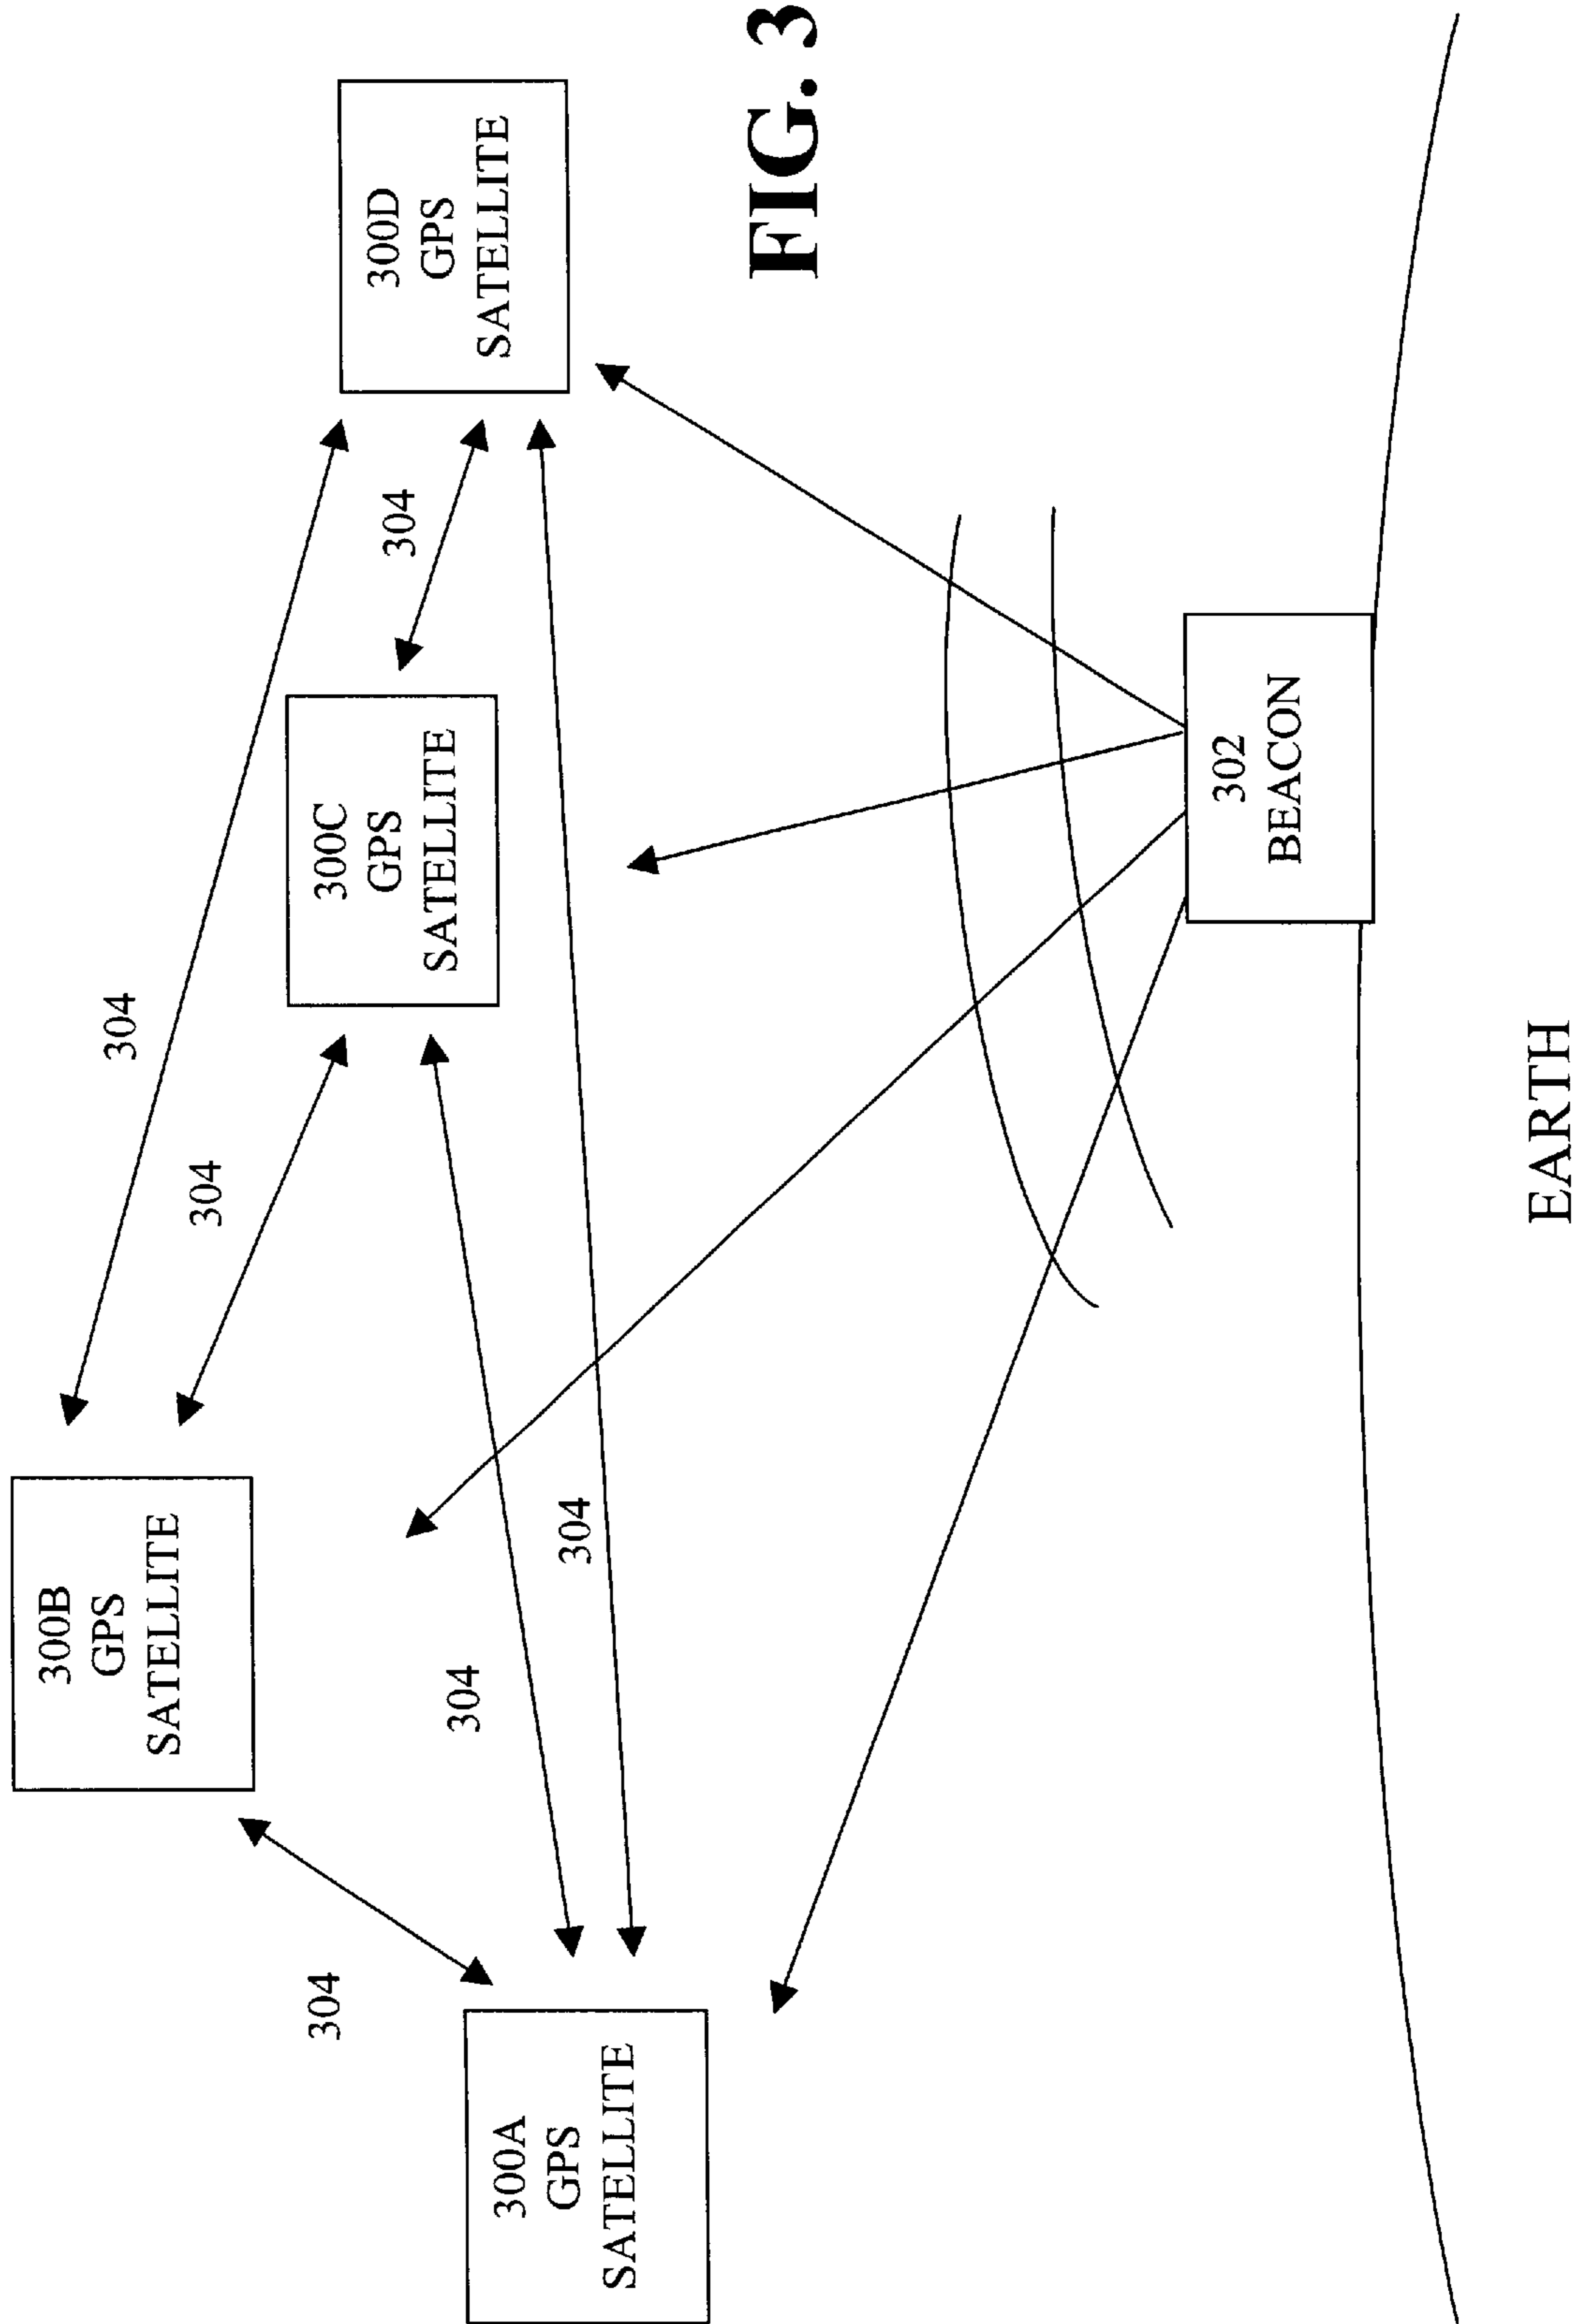 300B
GPS
SATELLITE
304
304
300C
GPS
SATELLITE
304
300D
GPS
SATELLITE
304
300A
GPS
SATELLITE
304
304
FIG. 3
302
BEACON
EARTH